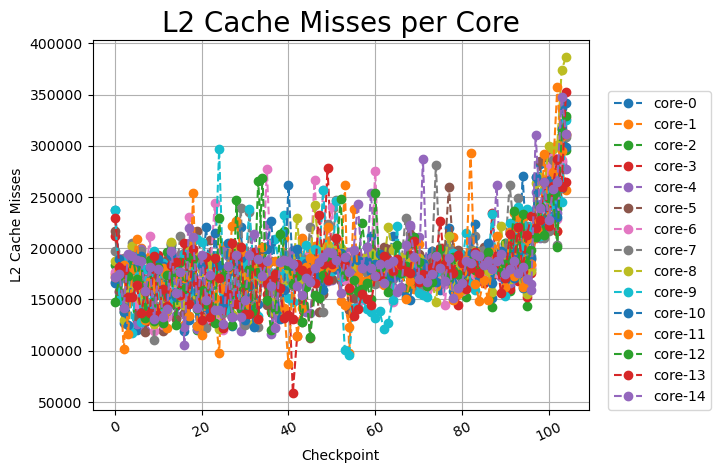 L2 Cache Misses per Core
400000
350000
300000
250000
200000
150000
100000
50000
L2 Cache Misses
0
20
40
60
80
100
Checkpoint
core-0
core-1
core-2
core-3
core-4
core-5
core-6
core-7
core-8
core-9
core-10
core-11
core-12
core-13
core-14